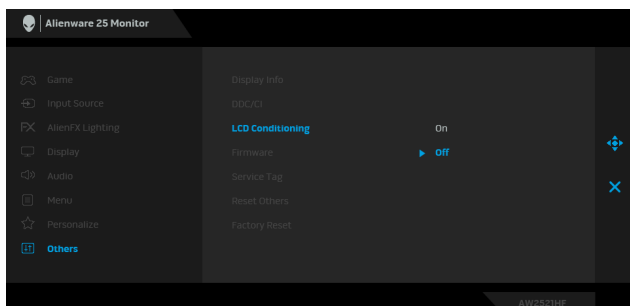 Alienware 25 Monitor
Game
Display Info
Input Source
DDC/CI
AlienFX Lighting
LCD Conditioning
On
Display
Firmware
Off
Audio
Service Tag
Menu
Reset Others
Personalize
Factory Reset
Others
AW2521HF